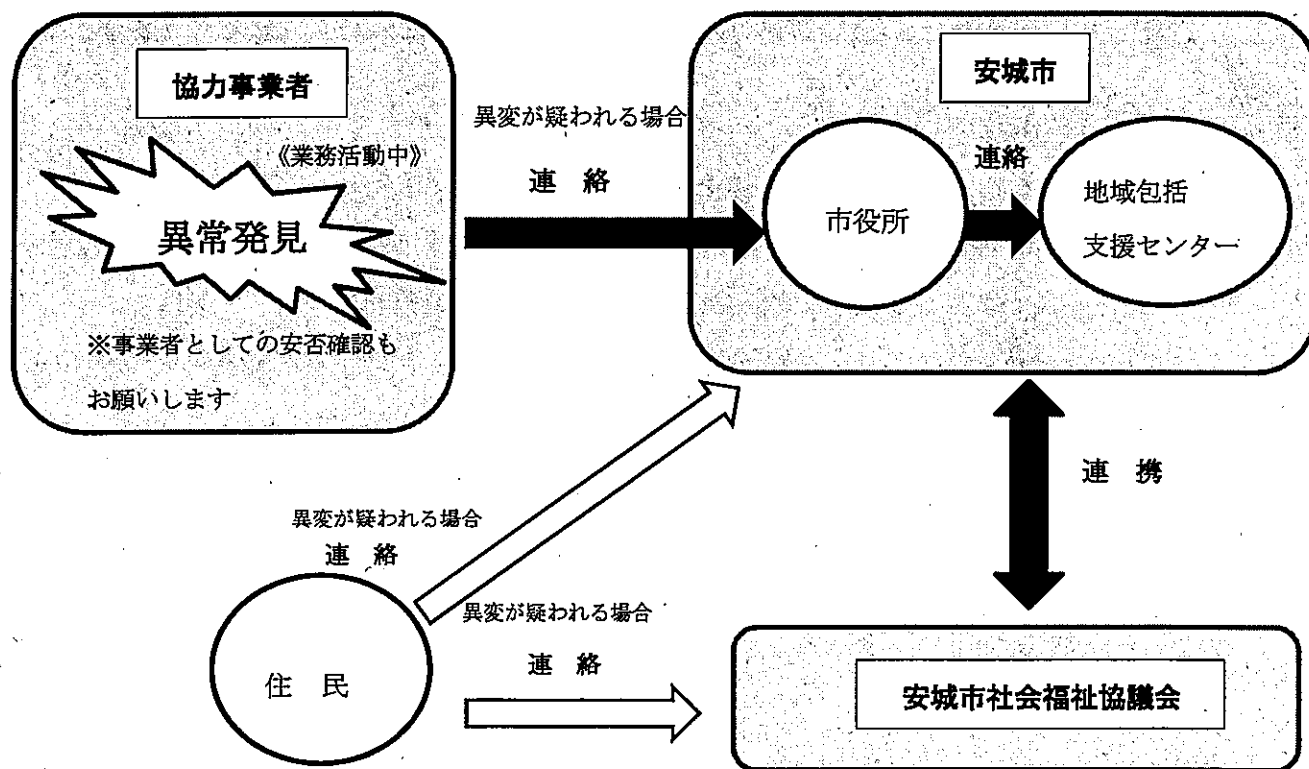 協力事業者
《業務活動中》
異常発見
※事業者としての安否確認も
お願いします
異変が疑われる場合
連　絡
安城市
市役所
連絡
地域包括
支援センター
連　携
異変が疑われる場合
連　絡
住　民
異変が疑われる場合
連　絡
安城市社会福祉協議会